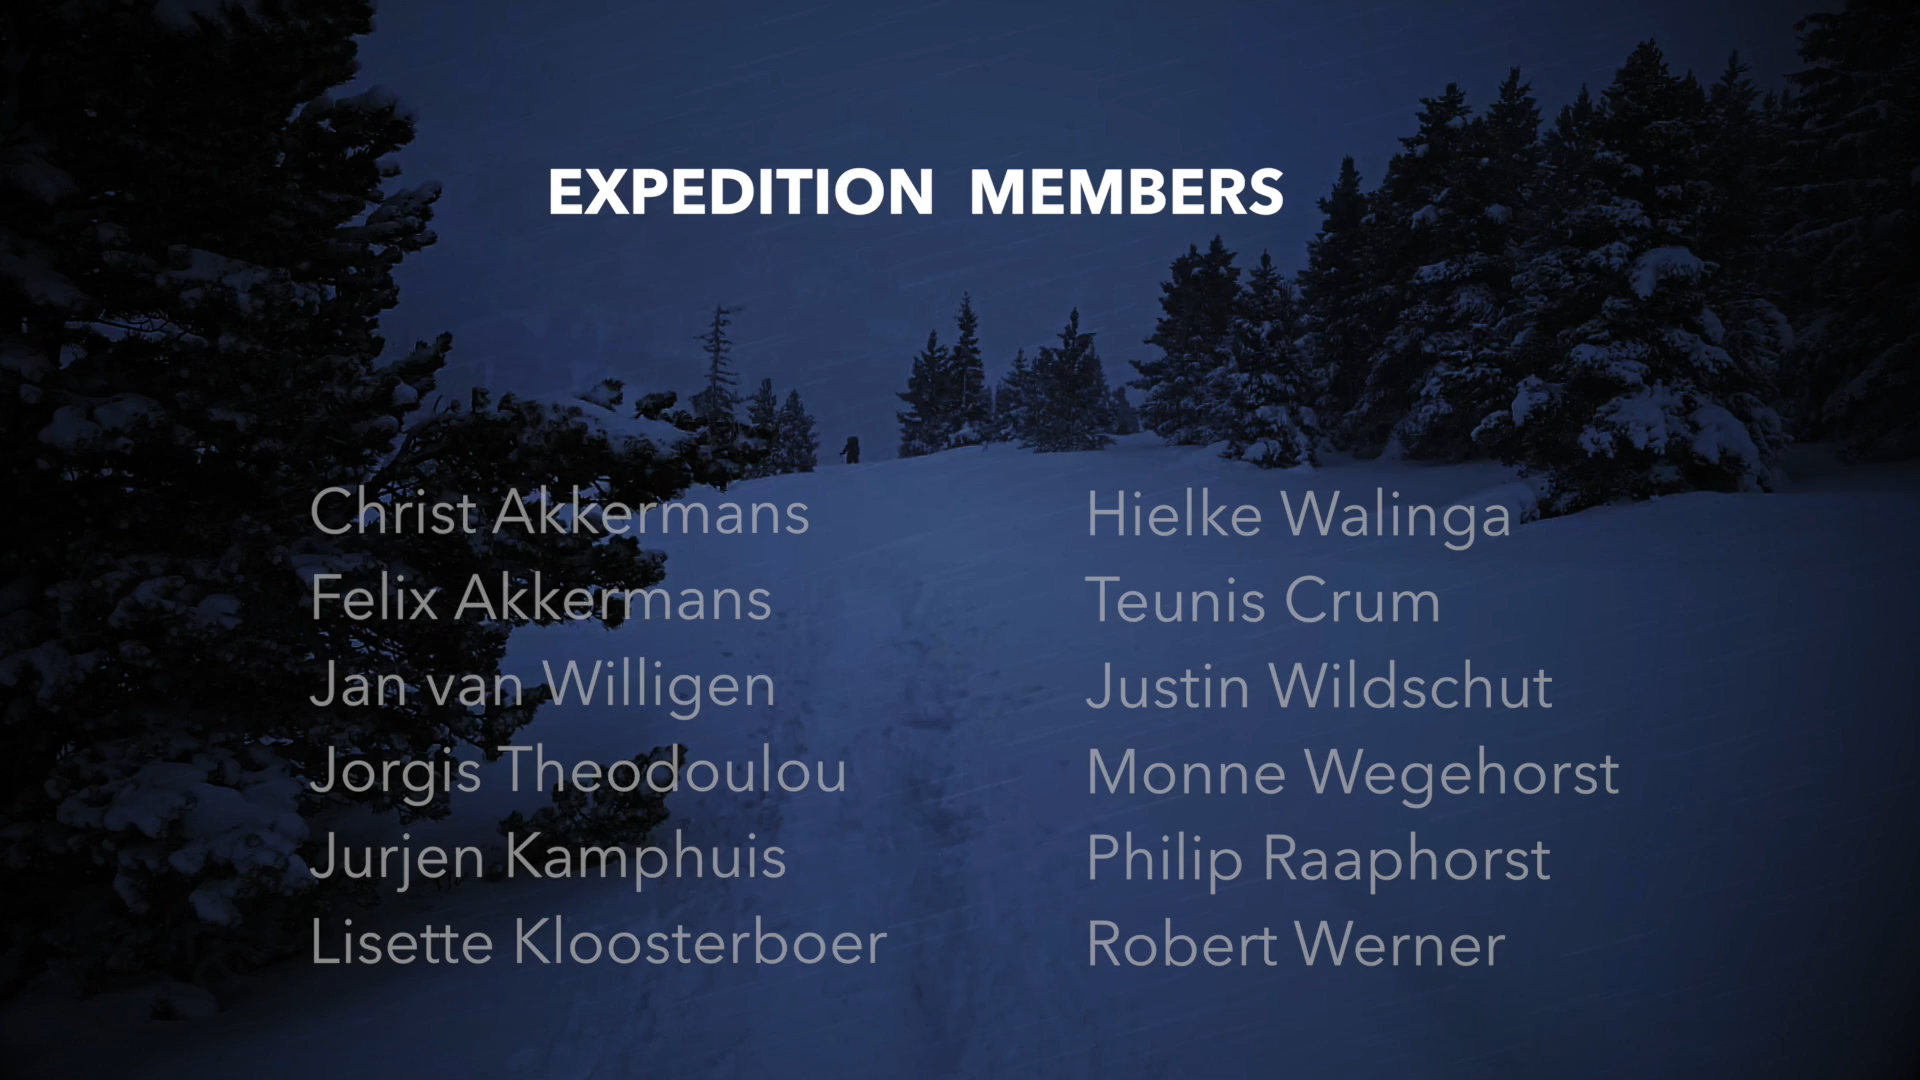 EXPEDITION MEMBERS
Christ Akkermans
Felix Akkermans
Jan van Willigen
Jorgis Theodoulou
Jurjen Kamphuis
Lisette Kloosterboer
Hielke Walinga
Teunis Crum
Justin Wildschut
Monne Wegehorst
Philip Raaphorst
Robert Werner